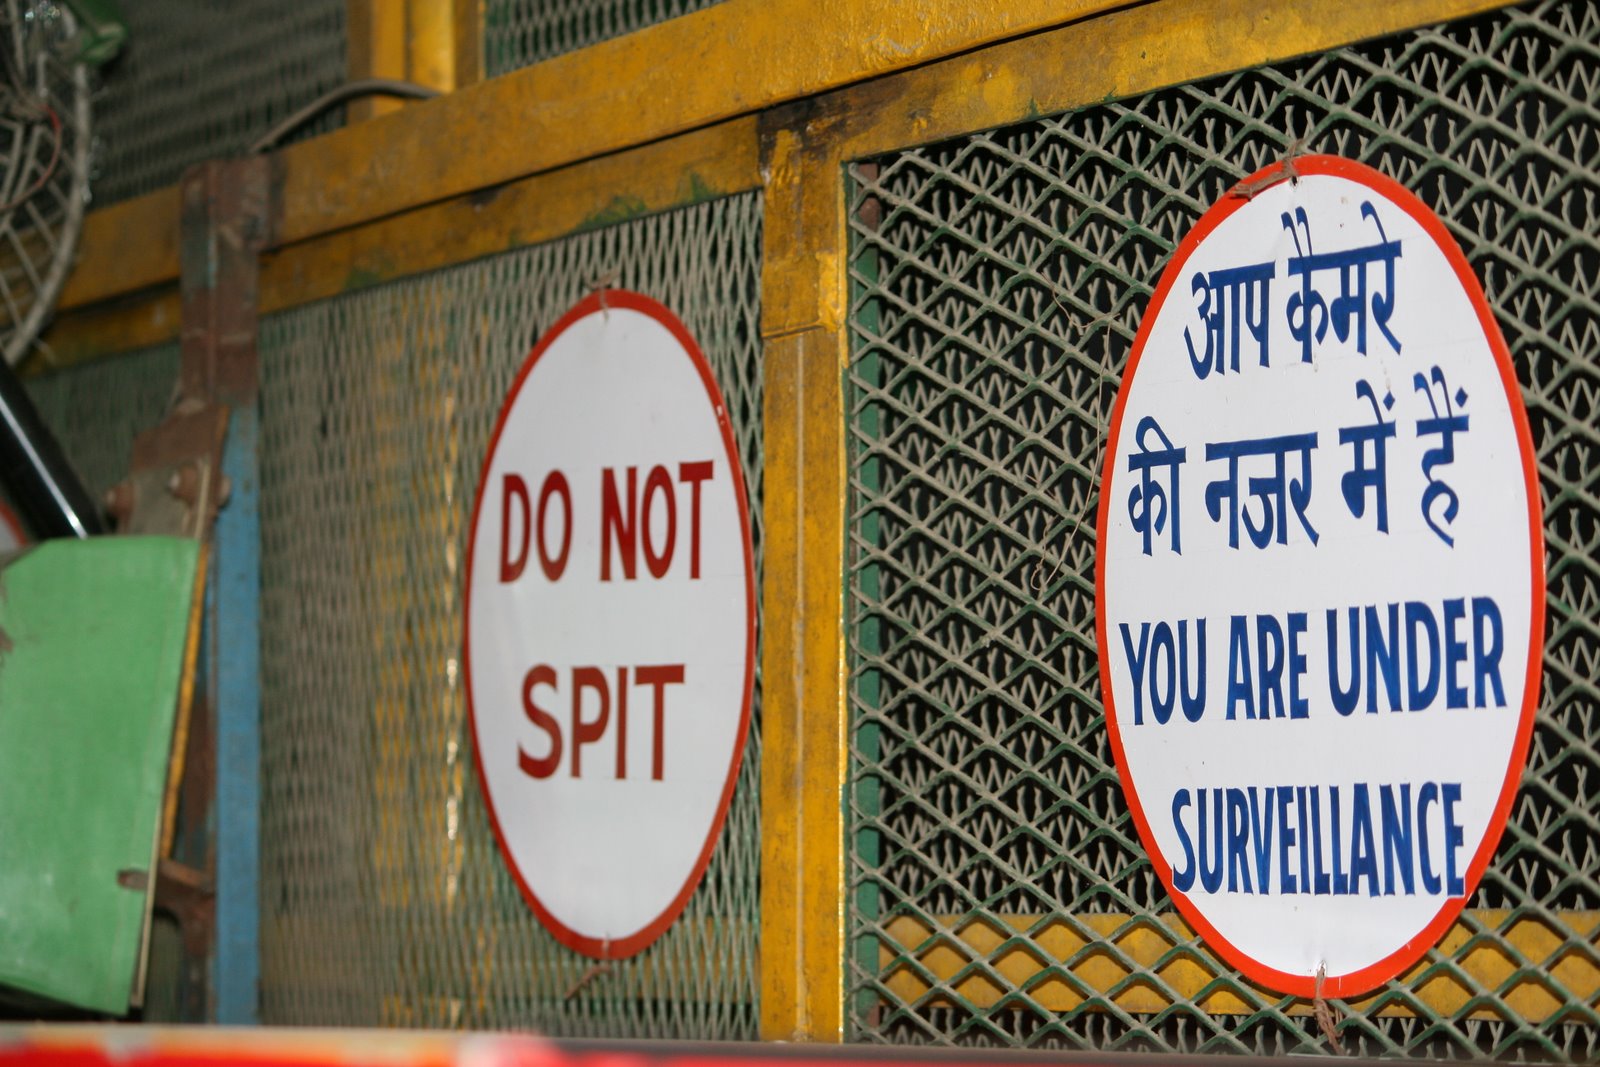 DO NOT
SPIT
आप कैमरे
की नजर में हैं
YOU ARE UNDER
SURVEILLANCE